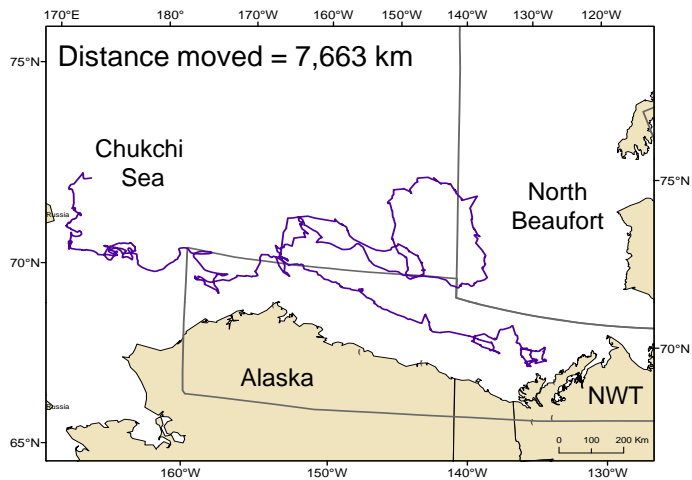 170°E
180°
170°W
160°W
150°W
140°W
130°W
120°W
75°N
Distance moved = 7,663 km
Chukchi
Sea
75°N
North
Beaufort
Russia
70°N
70°N
Alaska
NWT
Russia
65°N
0 100 200 Km
160°W
150°W
140°W
130°W